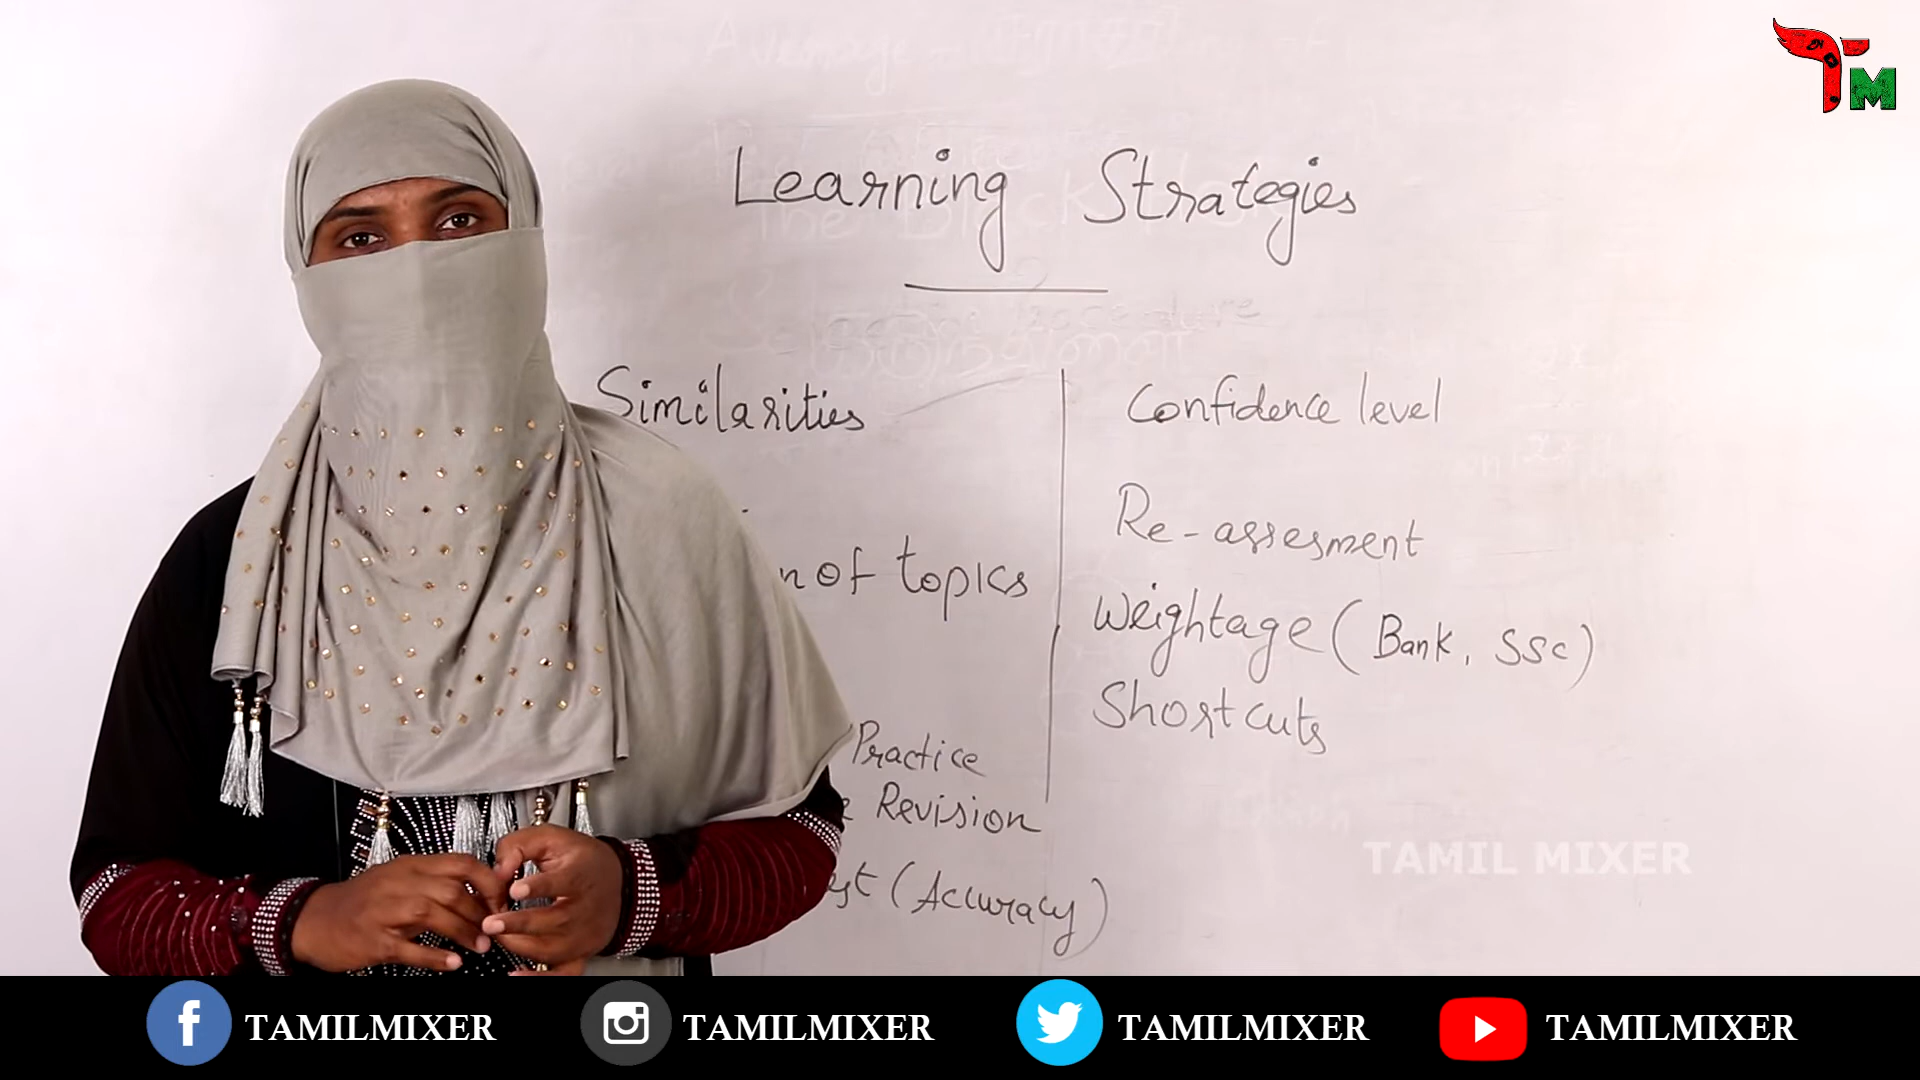 TM
Learning Strategies
Similarities
of topics
Practice
Revision
(Accuracy)
Confidence level
Re-assesment
Weightage (Bank, SSC)
Shortcuts
TAMIL MIXER
TAMILMIXER
TAMILMIXER
TAMILMIXER
TAMILMIXER